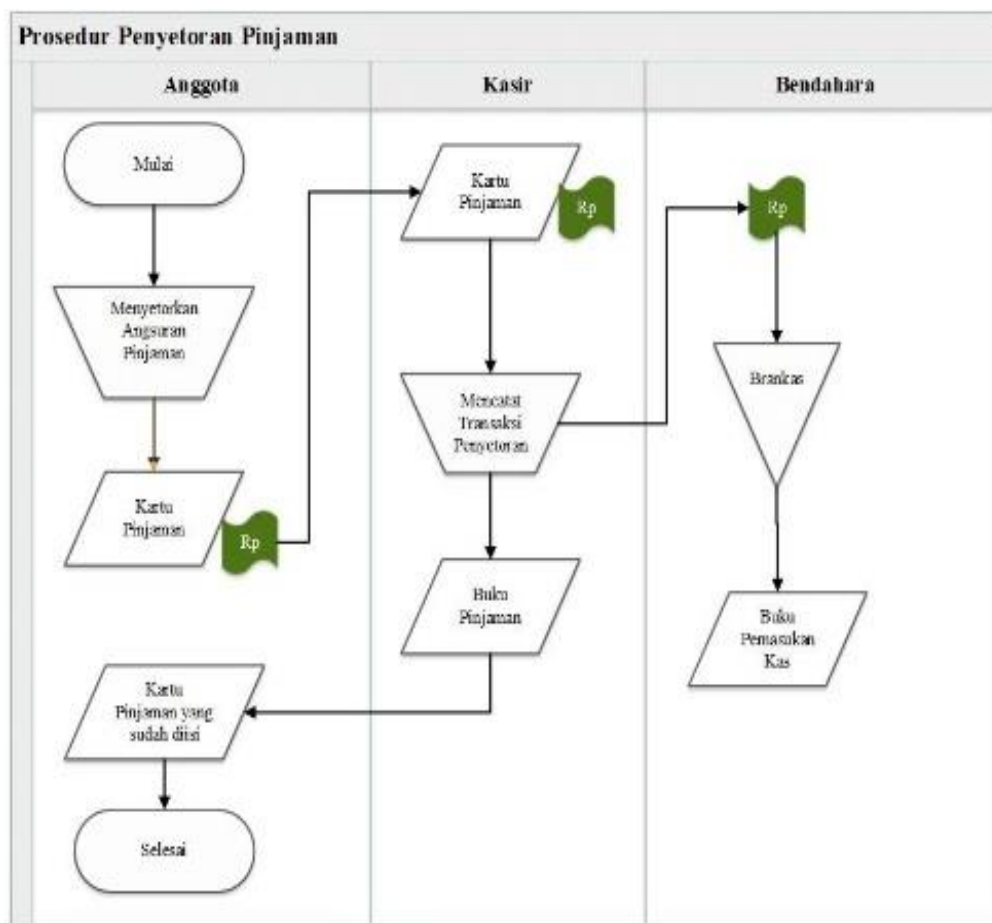 Prosedur Penyetoran Pinjaman
Anggota
Kasir
Bendahara
Mulai
Menyetorkan
Angsuran
Pinjaman
Kartu
Pinjaman
Rp
Kartu
Pinjaman
Rp
Mencatat
Transaksi
Penyetoran
Buku
Pinjaman
Rp
Brankas
Buku
Pemasukan
Kas
Kartu
Pinjaman yang
sudah diisi
Selesai